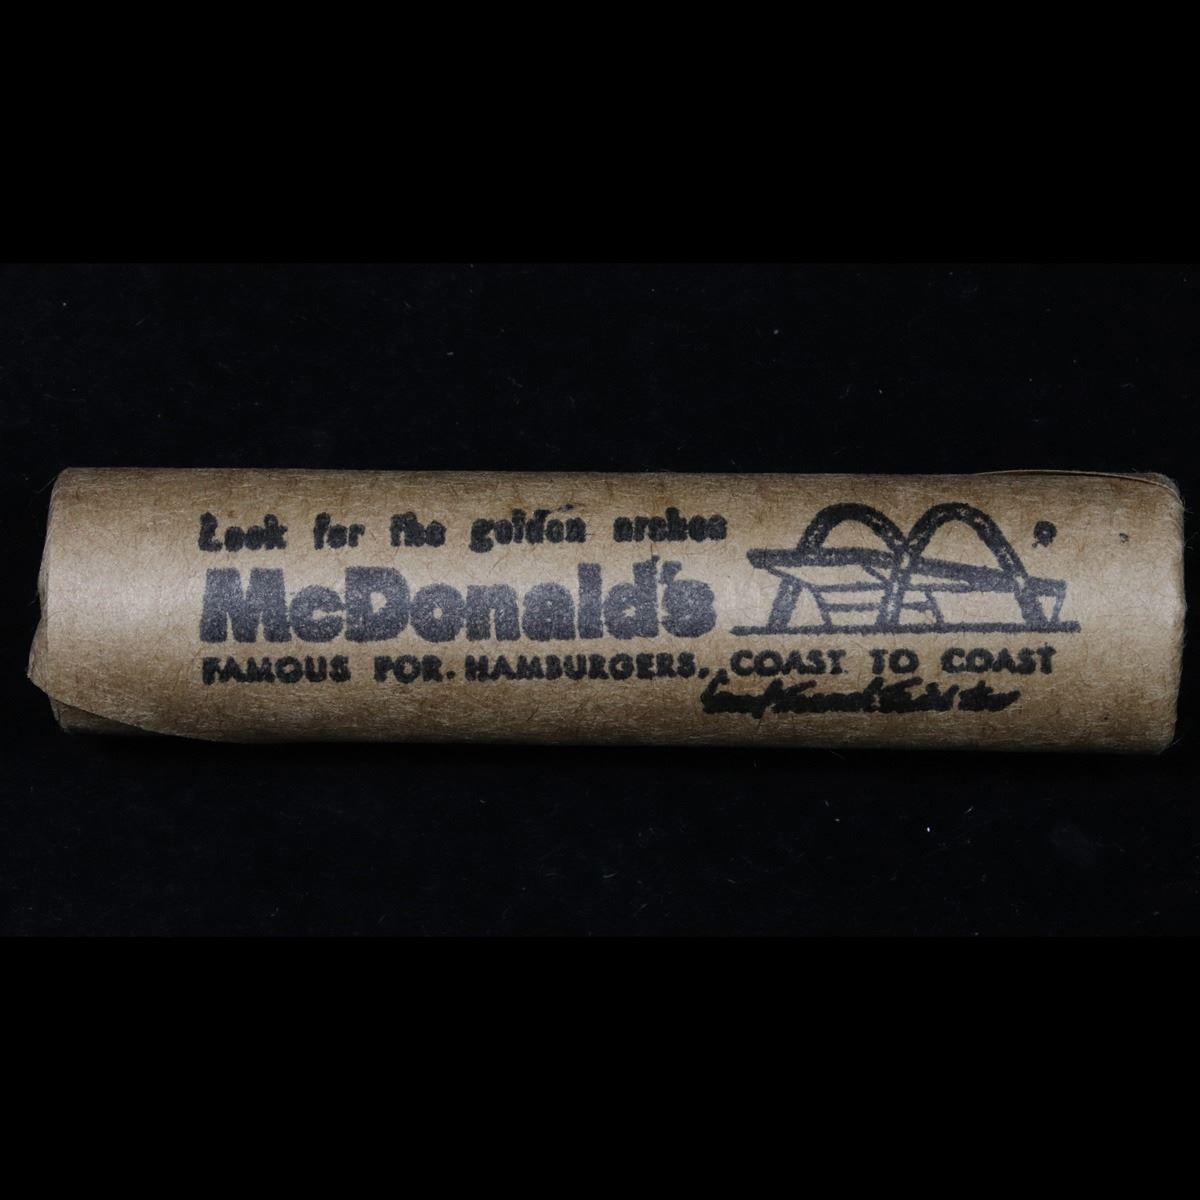 Look for the golden arches
McDonald's
FAMOUS FOR. HAMBURGERS, COAST TO COAST